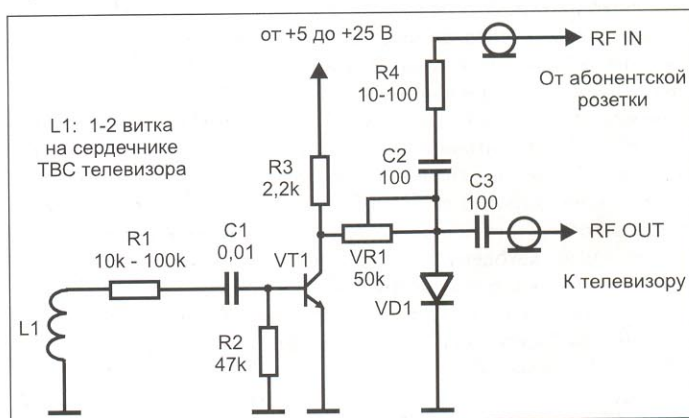 от +5 до +25 В
RF IN
R4
10-100
От абонентской
розетки
L1: 1-2 витка
на сердечнике
ТВС телевизора
R3
2,2k
C2
100
C3
100
R1
10k - 100k
C1
0,01
VT1
VR1
50k
RF OUT
К телевизору
VD1
L1
R2
47k